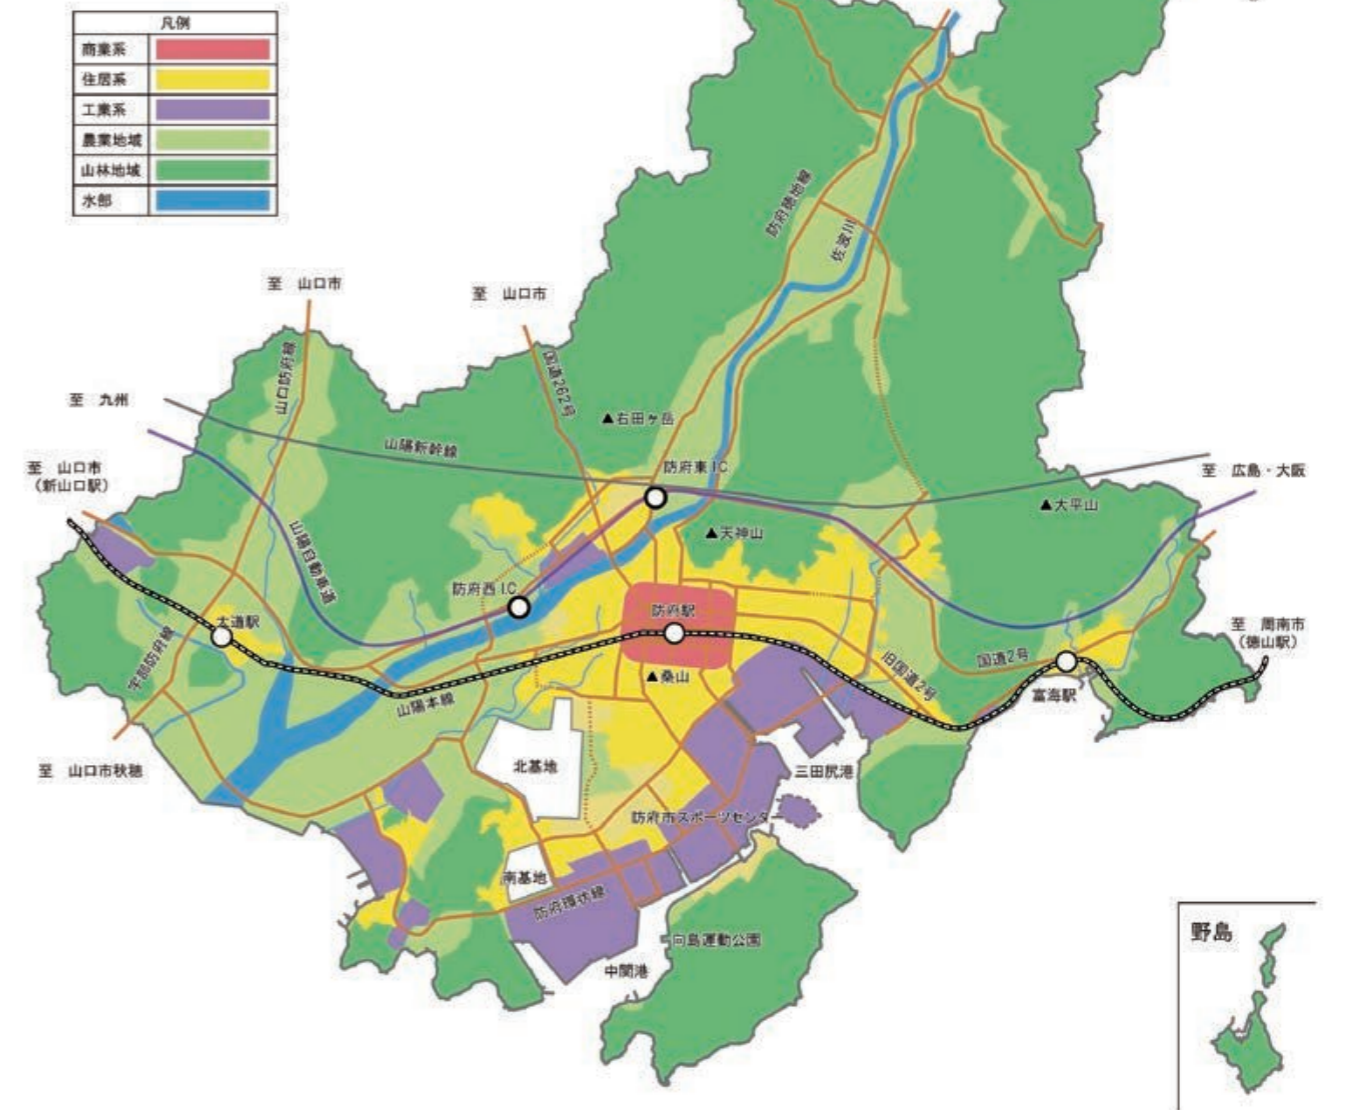 凡例
商業系
住居系
工業系
農業地域
山林地域
水部
防府徳地線
佐波川
至 山口市
至 山口市
山口防府線
国道262号
至 九州
▲右田ヶ岳
山陽新幹線
防府東IC
至 山口市
(新山口駅)
至 広島・大阪
▲大平山
▲天神山
山陽自動車道
防府西IC
防府駅
大道駅
至 周南市
(徳山駅)
宇部防府線
国道2号
旧国道2号
▲桑山
富海駅
山陽本線
至 山口市秋穂
北基地
三田尻港
防府市スポーツセンター
南基地
防府環状線
向島運動公園
中関港
野島